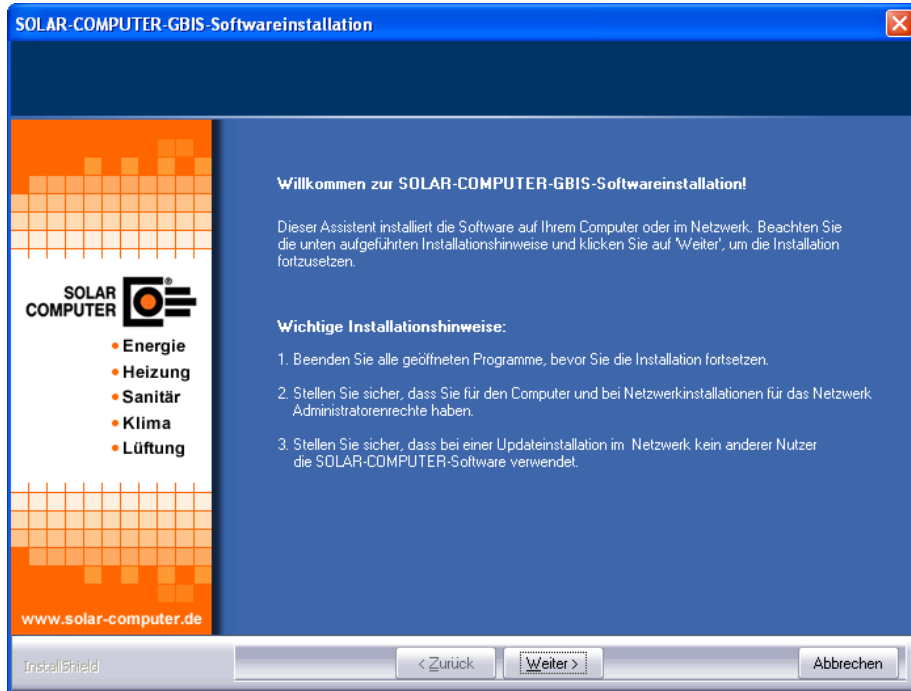 SOLAR-COMPUTER-GBIS-Softwareinstallation
Willkommen zur SOLAR-COMPUTER-GBIS-Softwareinstallation!
Dieser Assistent installiert die Software auf Ihrem Computer oder im Netzwerk. Beachten Sie
die unten aufgeführten Installationshinweise und klicken Sie auf 'Weiter', um die Installation
fortzusetzen.
Wichtige Installationshinweise:
1. Beenden Sie alle geöffneten Programme, bevor Sie die Installation fortsetzen.
2. Stellen Sie sicher, dass Sie für den Computer und bei Netzwerkinstallationen für das Netzwerk
Administratorenrechte haben.
3. Stellen Sie sicher, dass bei einer Updateinstallation im Netzwerk kein anderer Nutzer
die SOLAR-COMPUTER-Software verwendet.
SOLAR
COMPUTER ®
• Energie
• Heizung
• Sanitär
• Klima
• Lüftung
www.solar-computer.de
InstallShield
< Zurück
Weiter >
Abbrechen